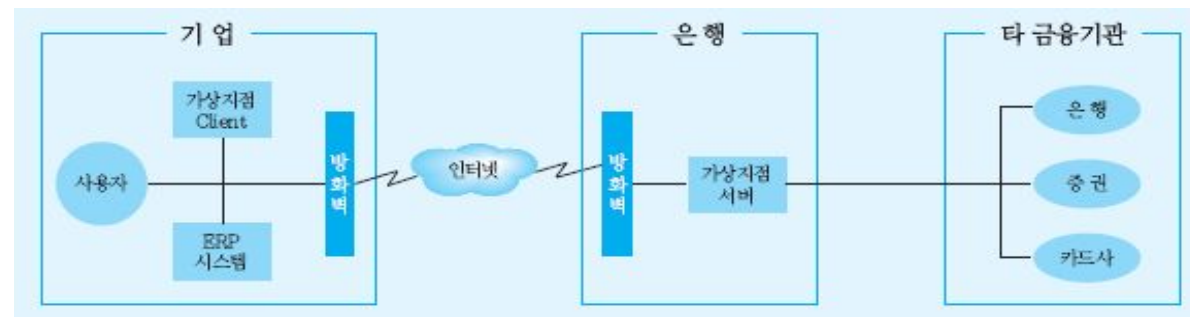 기 업
은 행
타 금융기관
가상지점
Client
사용자
ERP
시스템
방
화
벽
인터넷
방
화
벽
가상지점
서버
은 행
증 권
카드사